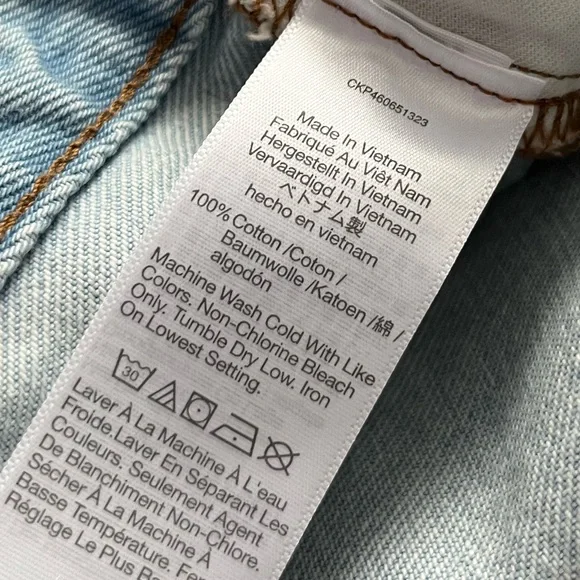 CKP460651323
Made In Vietnam
Fabriqué Au Viêt Nam
Hergestellt In Vietnam
Vervaardigd In Vietnam
ベトナム製
hecho en vietnam
100% Cotton /Coton /
Baumwolle /Katoen /綿 /
algodón
Machine Wash Cold With Like
Colors. Non-Chlorine Bleach
Only. Tumble Dry Low. Iron
On Lowest Setting.
30
Laver À La Machine À L'eau
Froide.Laver En Séparant Les
Couleurs. Seulement Agent
De Blanchiment Non-Chlore.
Sécher À La Machine À
Basse Température. Fer
Réglage Le Plus Ba